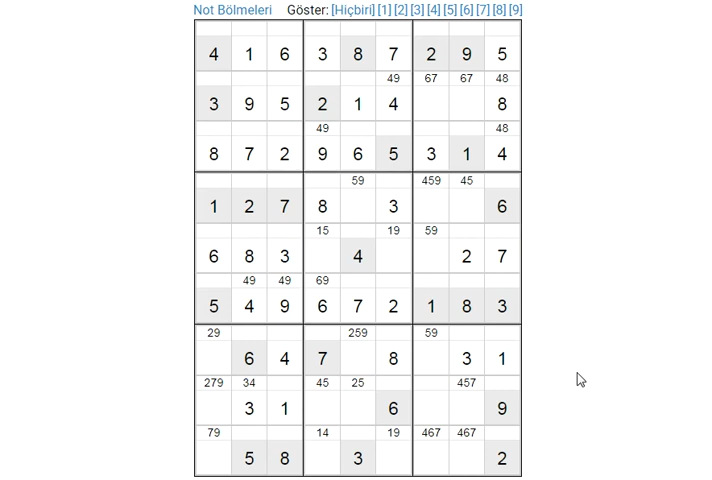 Not Bölmeleri Göster: [Hiçbiri] [1] [2] [3] [4] [5] [6] [7] [8] [9]
4 1 6 3 8 7 2 9 5
49 67 67 48
3 9 5 2 1 4 8
49 48
8 7 2 9 6 5 3 1 4
59 459 45
1 2 7 8 3 6
15 19 59
6 8 3 4 2 7
49 49 69
5 4 9 6 7 2 1 8 3
29 259 59
6 4 7 8 3 1
279 34 45 25 457
3 1 6 9
79 14 19 467 467
5 8 3 2